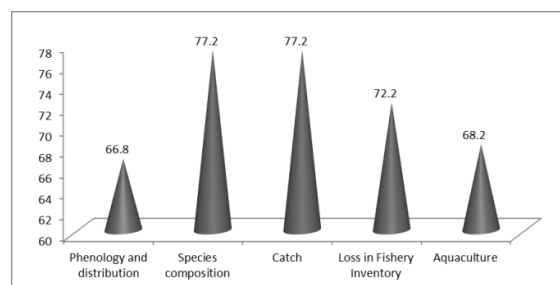 78
76
74
72
70
68
66
64
62
60
66.8
77.2
77.2
72.2
68.2
Phenology and
distribution
Species
composition
Catch
Loss in Fishery
Inventory
Aquaculture